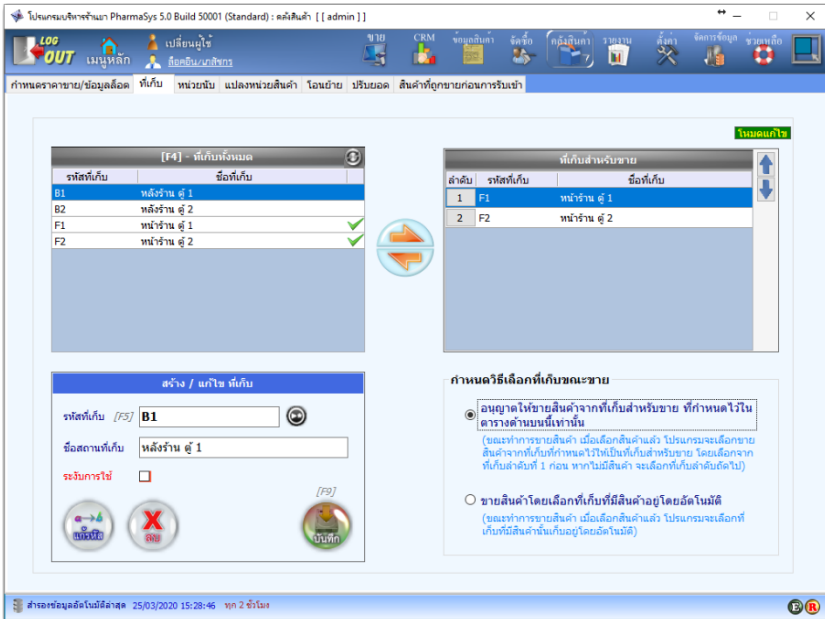 โปรแกรมบริหารร้านยา PharmaSys 5.0 Build 50001 (Standard) : คลังสินค้า [ [ admin ] ]
LOG OUT เมนูหลัก เปลี่ยนผู้ใช้
ล็อคอิน/เภสัชกร
ขาย CRM ข้อมูลสินค้า จัดซื้อ คลังสินค้า รายงาน ตั้งค่า จัดการข้อมูล ช่วยเหลือ
กำหนดราคาขาย/ข้อมูลล็อต ที่เก็บ หน่วยนับ แปลงหน่วยสินค้า โอนย้าย ปรับยอด สินค้าที่ถูกขายก่อนการรับเข้า
โหมดแก้ไข
[F4] - ที่เก็บทั้งหมด
รหัสที่เก็บ ชื่อที่เก็บ
B1 หลังร้าน ตู้ 1
B2 หลังร้าน ตู้ 2
F1 หน้าร้าน ตู้ 1
F2 หน้าร้าน ตู้ 2
ที่เก็บสำหรับขาย
ลำดับ รหัสที่เก็บ ชื่อที่เก็บ
1 F1 หน้าร้าน ตู้ 1
2 F2 หน้าร้าน ตู้ 2
สร้าง / แก้ไข ที่เก็บ
รหัสที่เก็บ [F5] B1
ชื่อสถานที่เก็บ หลังร้าน ตู้ 1
ระงับการใช้
[F9]
a→b
แก้รหัส
X
ลบ
บันทึก
กำหนดวิธีเลือกที่เก็บขณะขาย
อนุญาตให้ขายสินค้าจากที่เก็บสำหรับขาย ที่กำหนดไว้ใน
ตารางด้านบนนี้เท่านั้น
(ขณะทำการขายสินค้า เมื่อเลือกสินค้าแล้ว โปรแกรมจะเลือกขาย
สินค้าจากที่เก็บที่กำหนดไว้ให้เป็นที่เก็บสำหรับขาย โดยเลือกจาก
ที่เก็บลำดับที่ 1 ก่อน หากไม่มีสินค้า จะเลือกที่เก็บลำดับถัดไป)
ขายสินค้าโดยเลือกที่เก็บที่มีสินค้าอยู่โดยอัตโนมัติ
(ขณะทำการขายสินค้า เมื่อเลือกสินค้าแล้ว โปรแกรมจะเลือกที่
เก็บที่มีสินค้านั้นเก็บอยู่โดยอัตโนมัติ)
สำรองข้อมูลอัตโนมัติล่าสุด 25/03/2020 15:28:46 ทุก 2 ชั่วโมง
E R